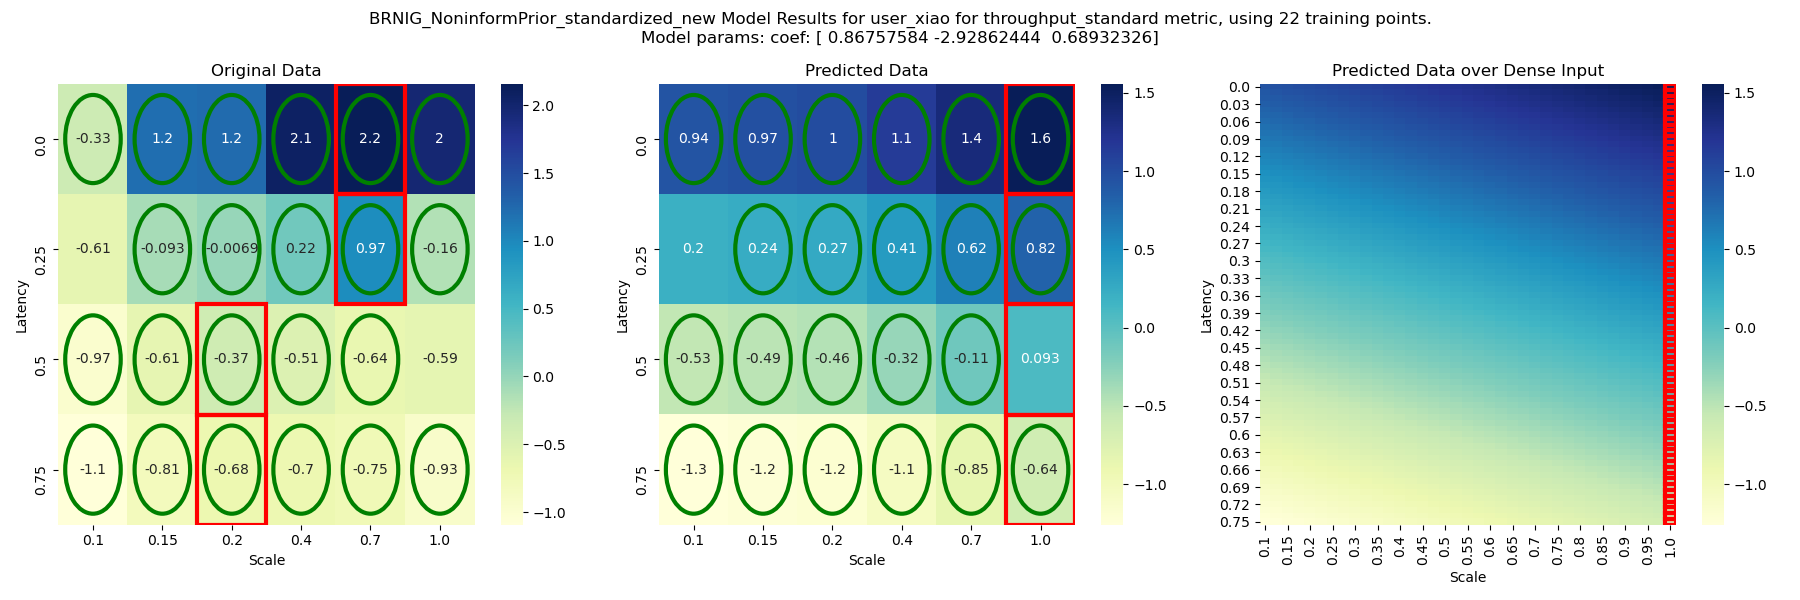 BRNIG_NoninformPrior_standardized_new Model Results for user_xiao for throughput_standard metric, using 22 training points.
Model params: coef: [ 0.86757584 -2.92862444  0.68932326]
Original Data
Latency
0.0
0.25
0.5
0.75
-0.33 1.2 1.2 2.1 2.2 2
-0.61 -0.093 -0.0069 0.22 0.97 -0.16
-0.97 -0.61 -0.37 -0.51 -0.64 -0.59
-1.1 -0.81 -0.68 -0.7 -0.75 -0.93
0.1 0.15 0.2 0.4 0.7 1.0
Scale
2.0
1.5
1.0
0.5
0.0
−0.5
−1.0
Predicted Data
Latency
0.0
0.25
0.5
0.75
0.94 0.97 1 1.1 1.4 1.6
0.2 0.24 0.27 0.41 0.62 0.82
-0.53 -0.49 -0.46 -0.32 -0.11 0.093
-1.3 -1.2 -1.2 -1.1 -0.85 -0.64
0.1 0.15 0.2 0.4 0.7 1.0
Scale
1.5
1.0
0.5
0.0
−0.5
−1.0
Predicted Data over Dense Input
Latency
0.0
0.03
0.06
0.09
0.12
0.15
0.18
0.21
0.24
0.27
0.3
0.33
0.36
0.39
0.42
0.45
0.48
0.51
0.54
0.57
0.6
0.63
0.66
0.69
0.72
0.75
0.1 0.15 0.2 0.25 0.3 0.35 0.4 0.45 0.5 0.55 0.6 0.65 0.7 0.75 0.8 0.85 0.9 0.95 1.0
Scale
1.5
1.0
0.5
0.0
−0.5
−1.0